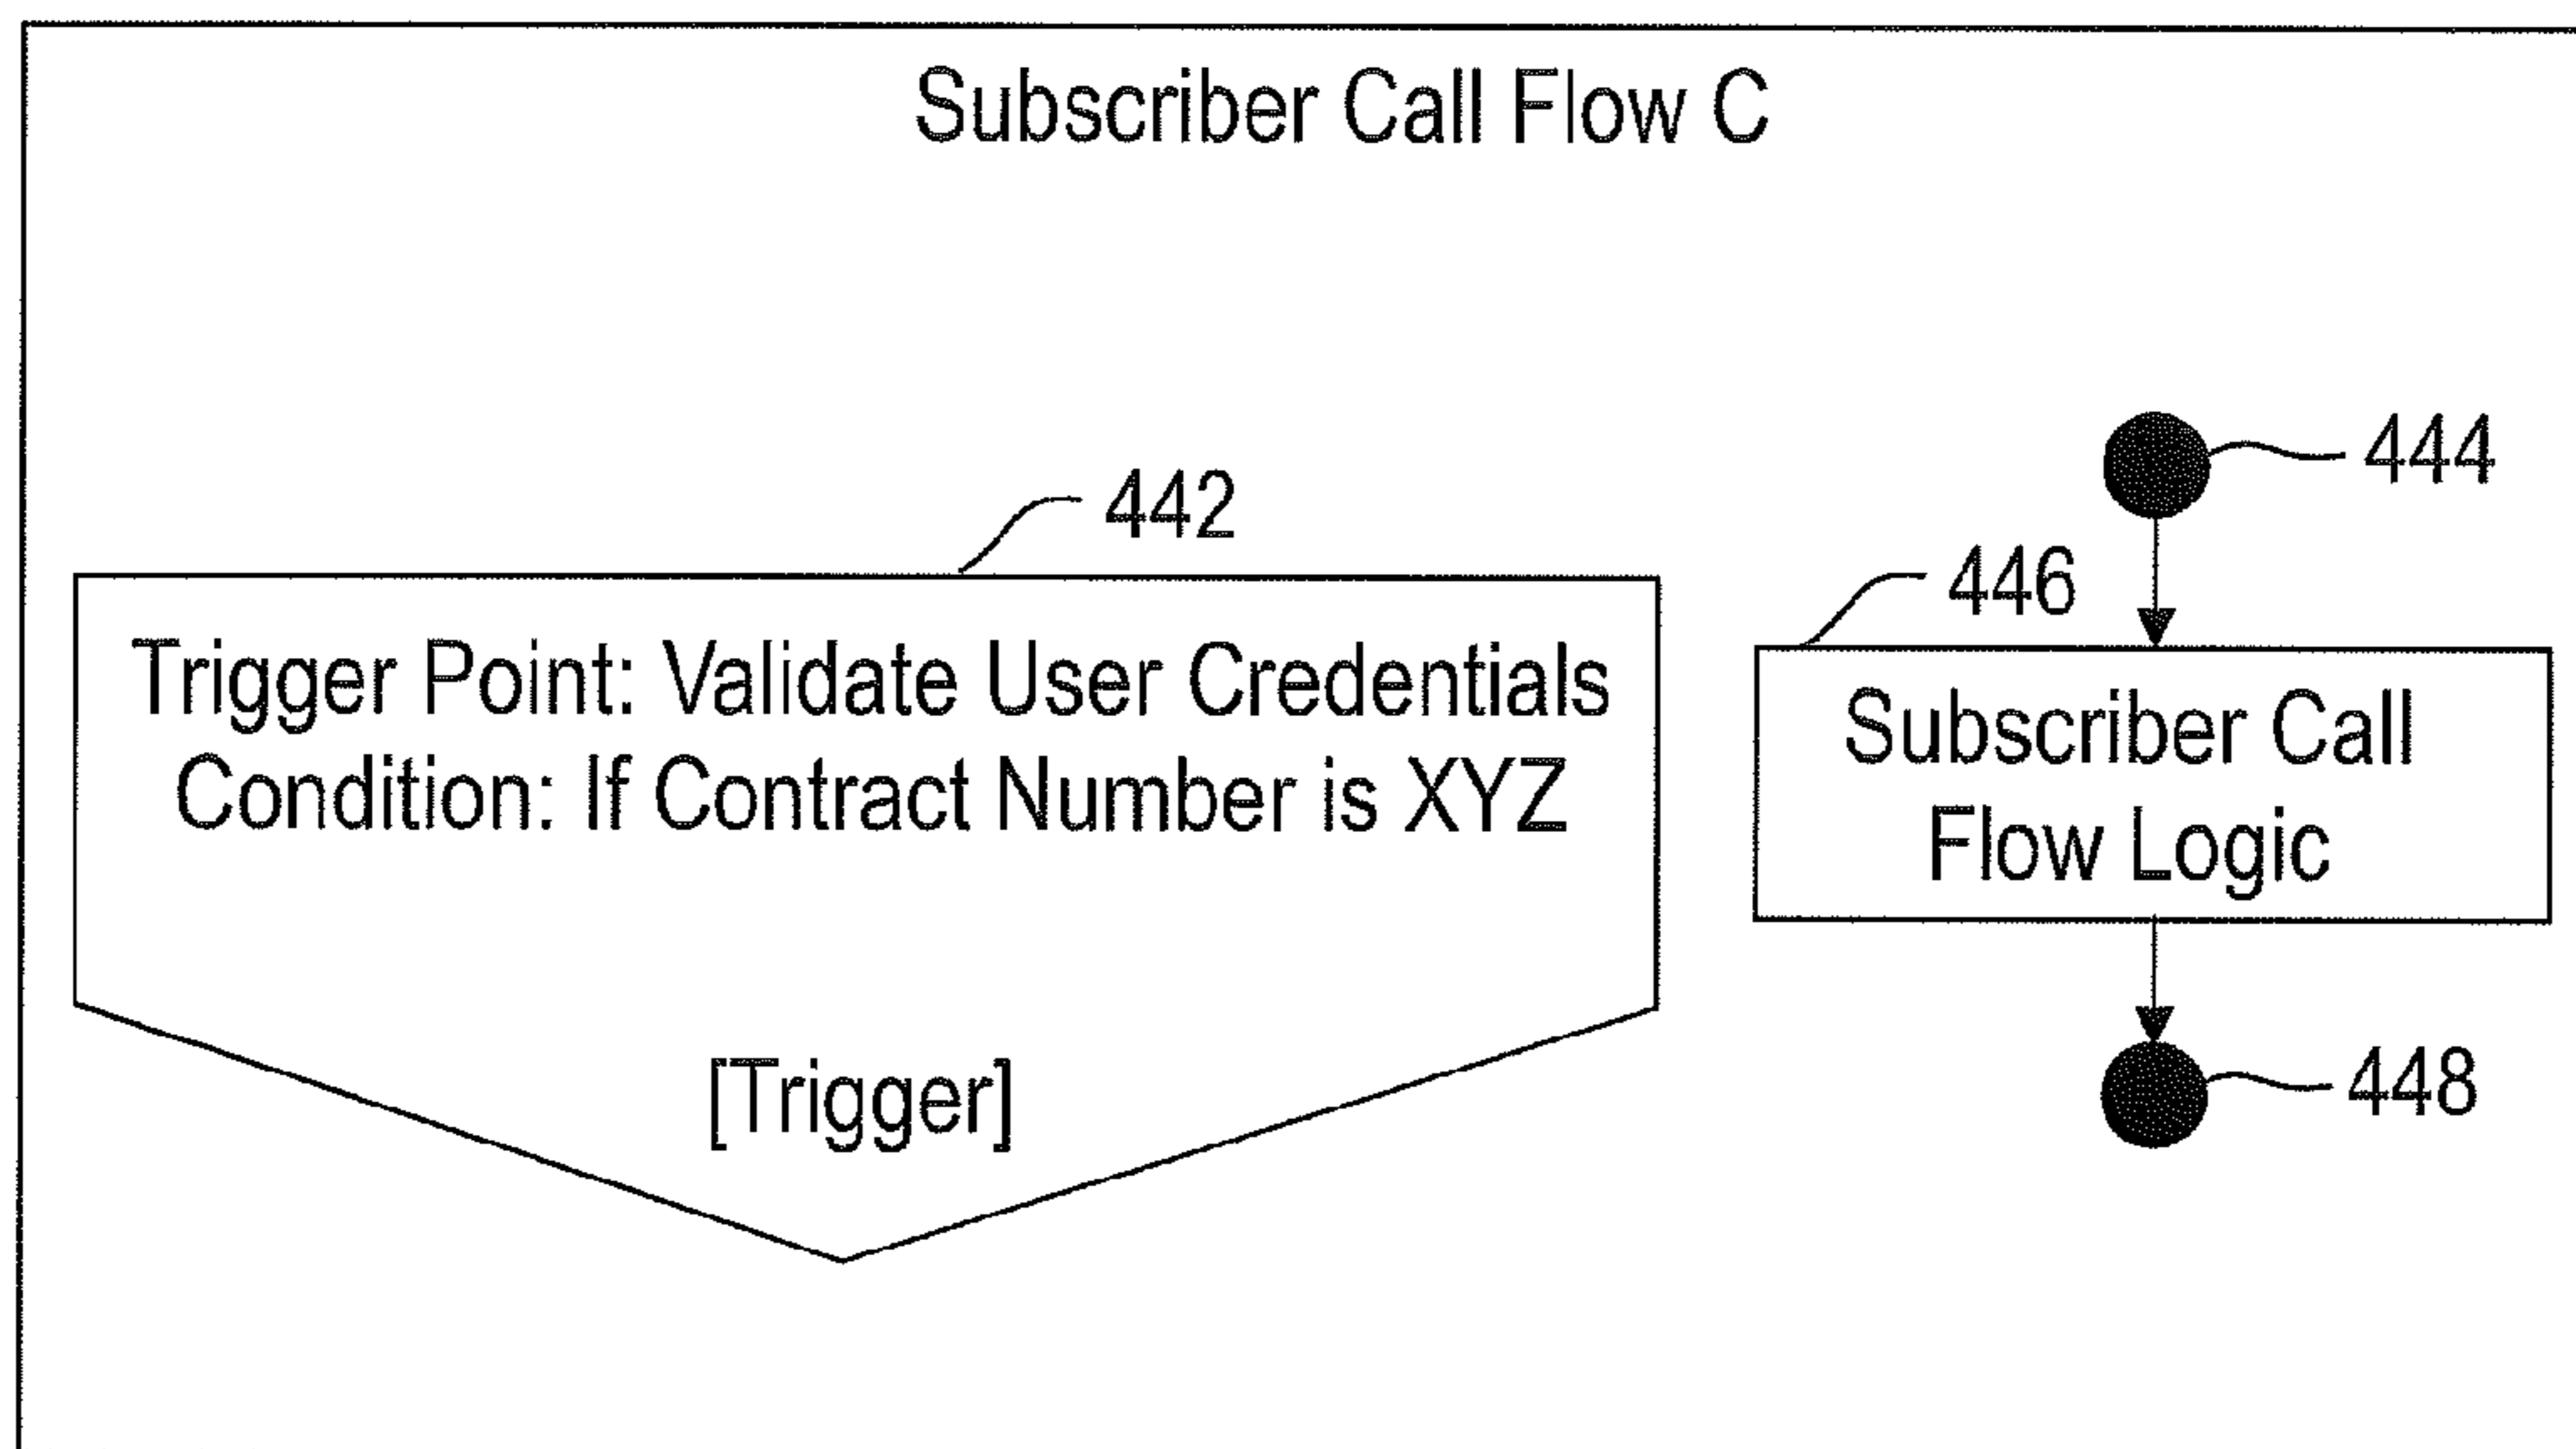 Subscriber Call Flow C
442
Trigger Point: Validate User Credentials
Condition: If Contract Number is XYZ
[Trigger]
444
446
Subscriber Call
Flow Logic
448